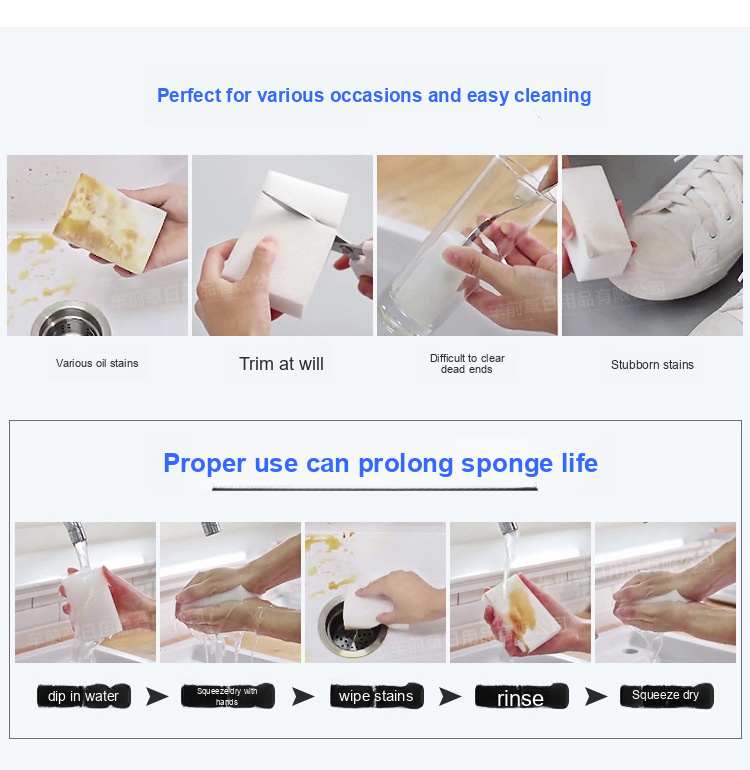 Perfect for various occasions and easy cleaning
Various oil stains
Trim at will
Difficult to clear
dead ends
Stubborn stains
Proper use can prolong sponge life
dip in water
Squeeze dry with
hands
wipe stains
rinse
Squeeze dry